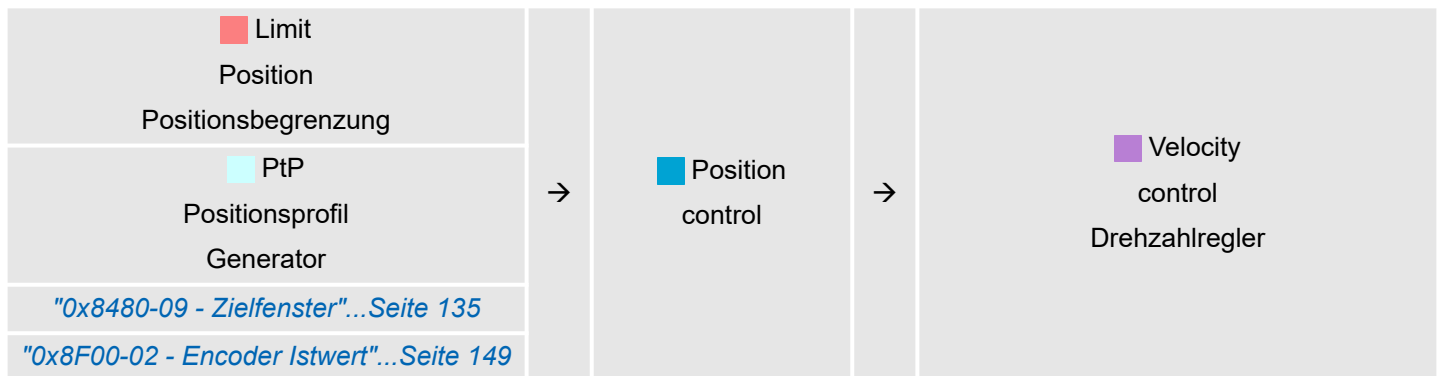 Limit
Position
Positionsbegrenzung
PtP
Positionsprofil
Generator
"0x8480-09 - Zielfenster"...Seite 135
"0x8F00-02 - Encoder Istwert"...Seite 149
→
Position
control
→
Velocity
control
Drehzahlregler